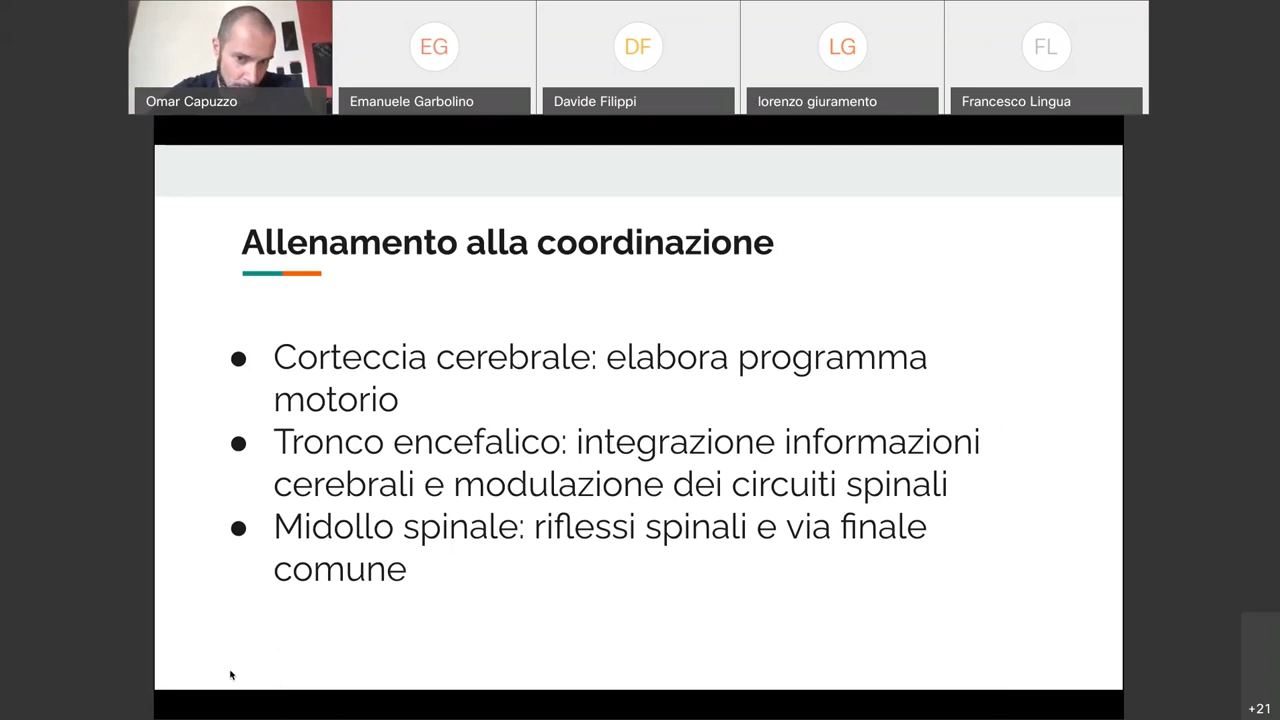 EG
DF
LG
FL
Omar Capuzzo
Emanuele Garbolino
Davide Filippi
lorenzo giuramento
Francesco Lingua
Allenamento alla coordinazione
● Corteccia cerebrale: elabora programma
motorio
● Tronco encefalico: integrazione informazioni
cerebrali e modulazione dei circuiti spinali
● Midollo spinale: riflessi spinali e via finale
comune
+21